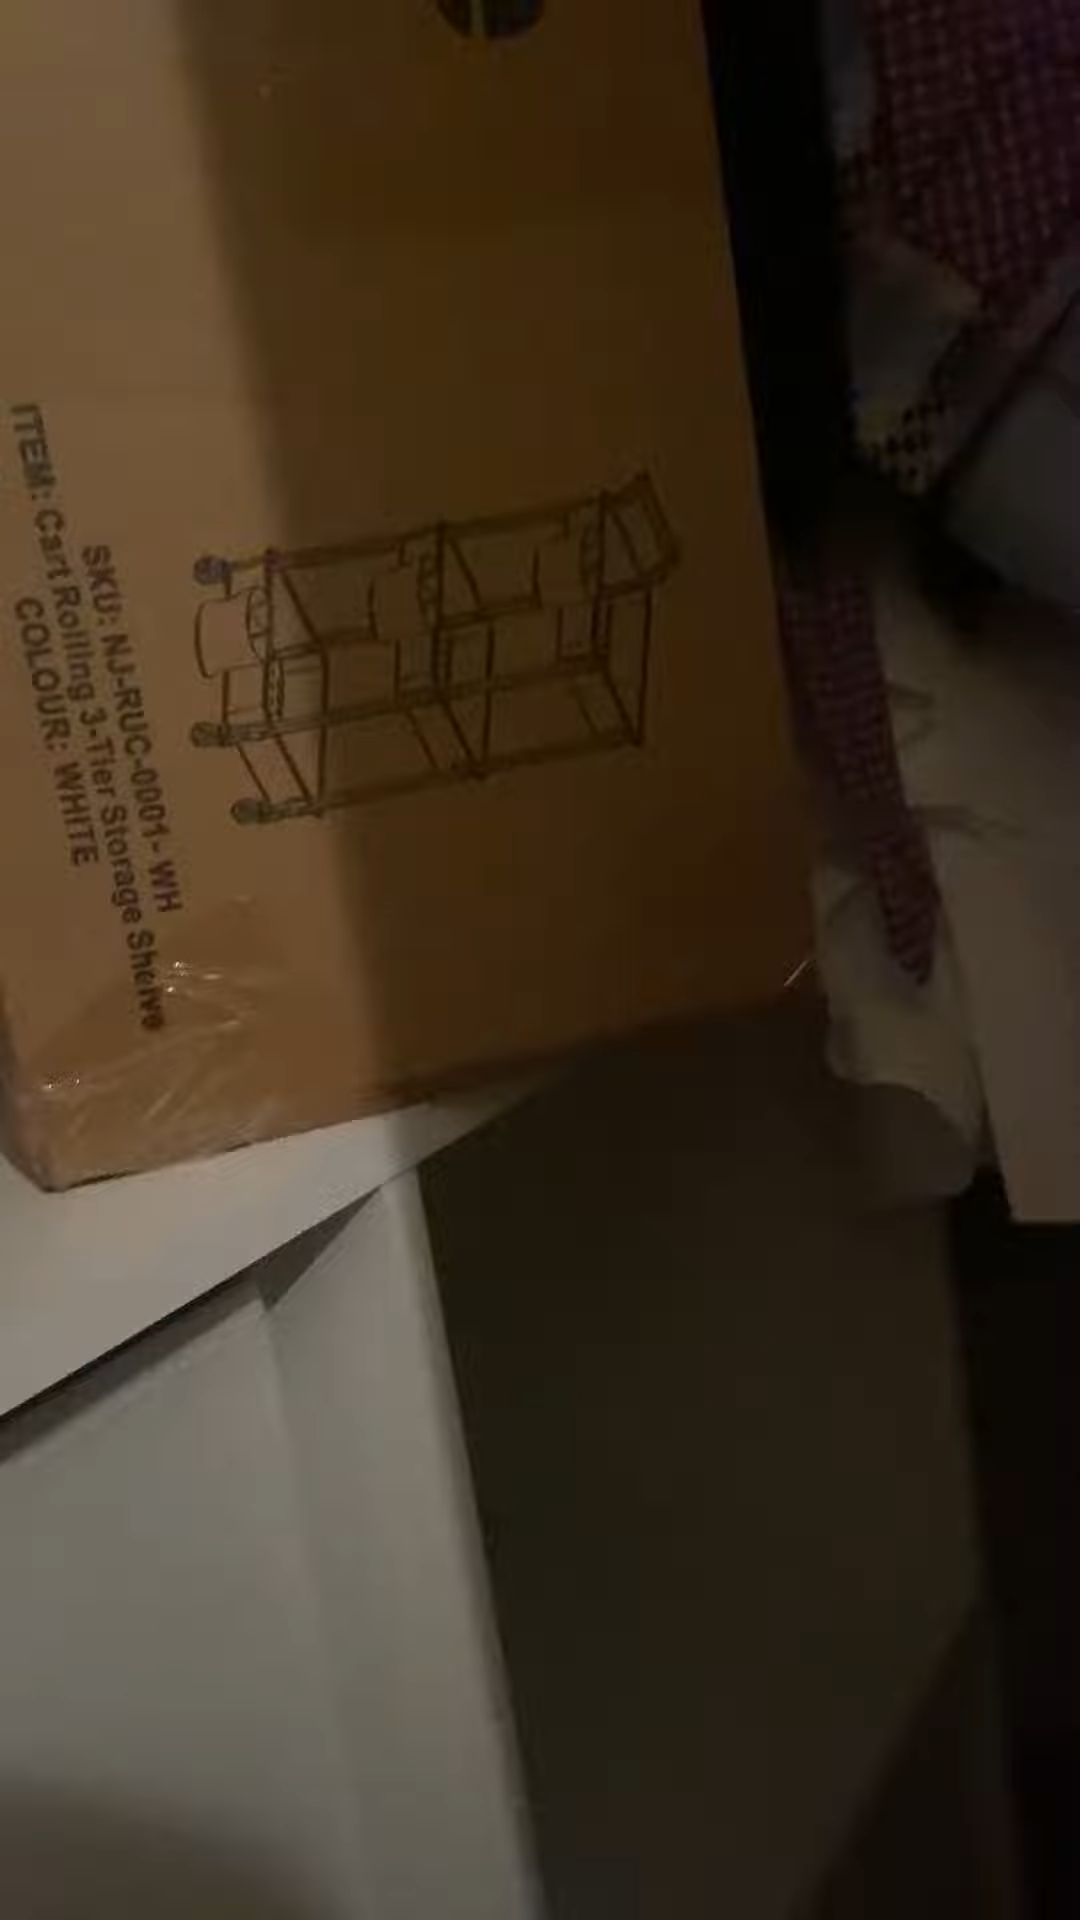 SKU: NJ-RUC-0001- WH
ITEM: Cart Rolling 3-Tier Storage Shelve
COLOUR: WHITE